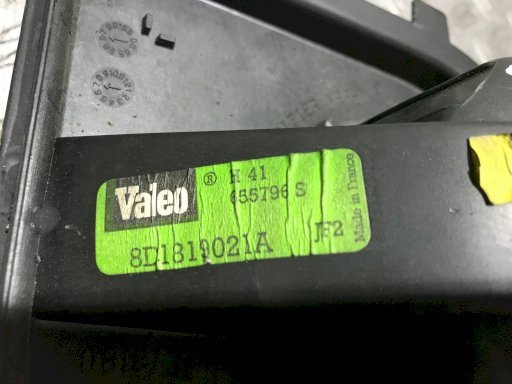 Valeo ® H 41
655796 S
8D1819021A JF2
Made in France